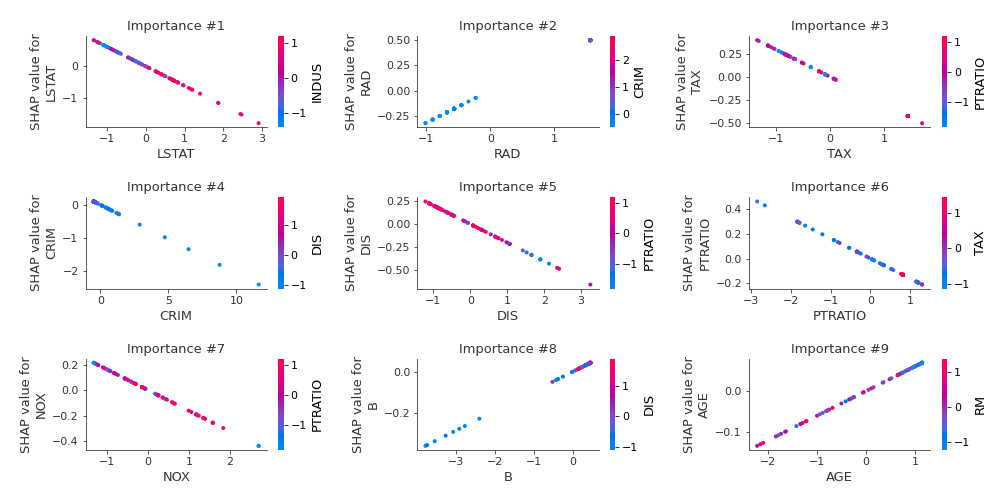 Importance #1
SHAP value for
LSTAT
0
−1
−1
0
1
2
3
LSTAT
1
0
−1
INDUS
Importance #2
SHAP value for
RAD
0.50
0.25
0.00
−0.25
−1
0
1
RAD
2
1
0
CRIM
Importance #3
SHAP value for
TAX
0.25
0.00
−0.25
−0.50
−1
0
1
TAX
1
0
−1
PTRATIO
Importance #4
SHAP value for
CRIM
0
−1
−2
0
5
10
CRIM
1
0
−1
DIS
Importance #5
SHAP value for
DIS
0.25
0.00
−0.25
−0.50
−1
0
1
2
3
DIS
1
0
−1
PTRATIO
Importance #6
SHAP value for
PTRATIO
0.4
0.2
0.0
−0.2
−3
−2
−1
0
1
PTRATIO
1
0
−1
TAX
Importance #7
SHAP value for
NOX
0.2
0.0
−0.2
−0.4
−1
0
1
2
NOX
1
0
−1
PTRATIO
Importance #8
SHAP value for
B
0.0
−0.2
−3
−2
−1
0
B
1
0
−1
DIS
Importance #9
SHAP value for
AGE
0.0
−0.1
−2
−1
0
1
AGE
1
0
−1
RM